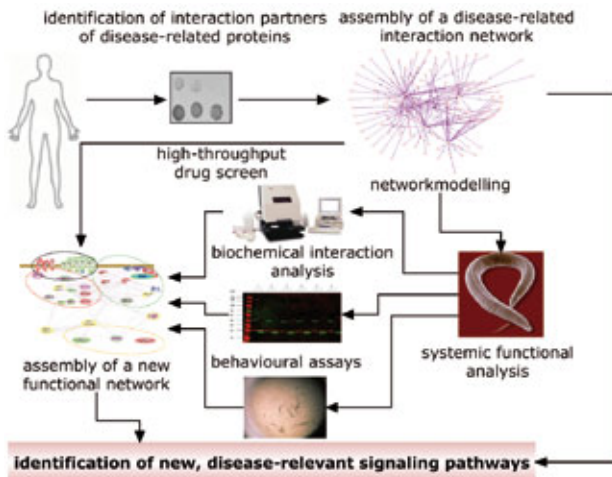 identification of interaction partners
of disease-related proteins
assembly of a disease-related
interaction network
high-throughput
drug screen
networkmodelling
biochemical interaction
analysis
behavioural assays
systemic functional
analysis
assembly of a new
functional network
identification of new, disease-relevant signaling pathways